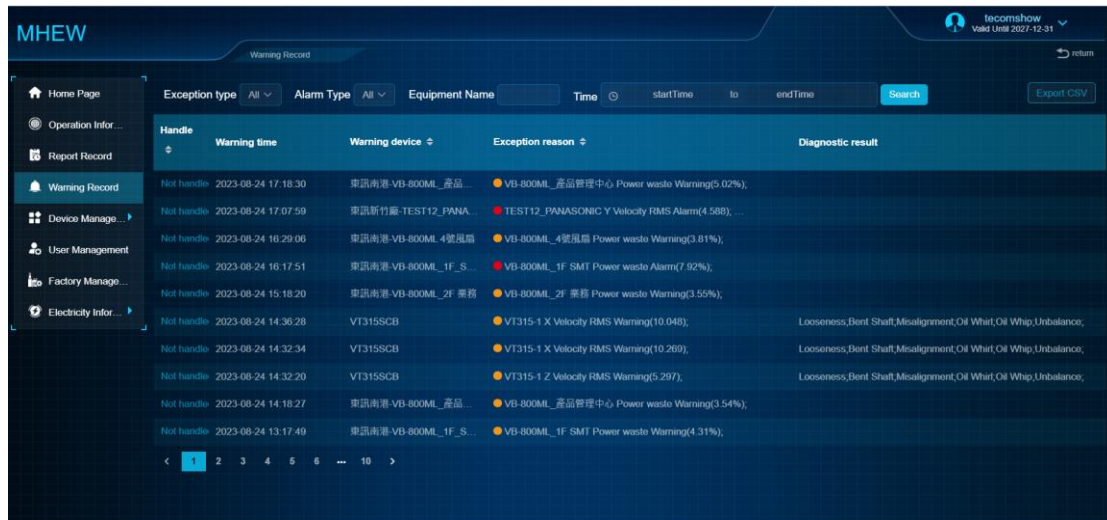 MHEW
tecomshow
Valid Until 2027-12-31
Warning Record
return
Home Page
Operation Infor...
Report Record
Warning Record
Device Manage...
User Management
Factory Manage...
Electricity Infor...
Exception type All Alarm Type All Equipment Name Time startTime to endTime Search Export CSV
Handle Warning time Warning device Exception reason Diagnostic result
Not handle 2023-08-24 17:18:30 東訊南港-VB-800ML_產品... VB-800ML_產品管理中心 Power waste Warning(5.02%);
Not handle 2023-08-24 17:07:59 東訊新竹廠-TEST12_PANA... TEST12_PANASONIC Y Velocity RMS Alarm(4.588); ...
Not handle 2023-08-24 16:29:06 東訊南港-VB-800ML 4號風扇 VB-800ML_4號風扇 Power waste Warning(3.81%);
Not handle 2023-08-24 16:17:51 東訊南港-VB-800ML_1F_S... VB-800ML_1F SMT Power waste Alarm(7.92%);
Not handle 2023-08-24 15:18:20 東訊南港-VB-800ML_2F 業務 VB-800ML_2F 業務 Power waste Warning(3.55%);
Not handle 2023-08-24 14:36:28 VT315SCB VT315-1 X Velocity RMS Warning(10.048); Looseness;Bent Shaft;Misalignment;Oil Whirl;Oil Whip;Unbalance;
Not handle 2023-08-24 14:32:34 VT315SCB VT315-1 X Velocity RMS Warning(10.269); Looseness;Bent Shaft;Misalignment;Oil Whirl;Oil Whip;Unbalance;
Not handle 2023-08-24 14:32:20 VT315SCB VT315-1 Z Velocity RMS Warning(5.297); Looseness;Bent Shaft;Misalignment;Oil Whirl;Oil Whip;Unbalance;
Not handle 2023-08-24 14:18:27 東訊南港-VB-800ML_產品... VB-800ML_產品管理中心 Power waste Warning(3.54%);
Not handle 2023-08-24 13:17:49 東訊南港-VB-800ML_1F_S... VB-800ML_1F SMT Power waste Warning(4.31%);
< 1 2 3 4 5 6 ... 10 >